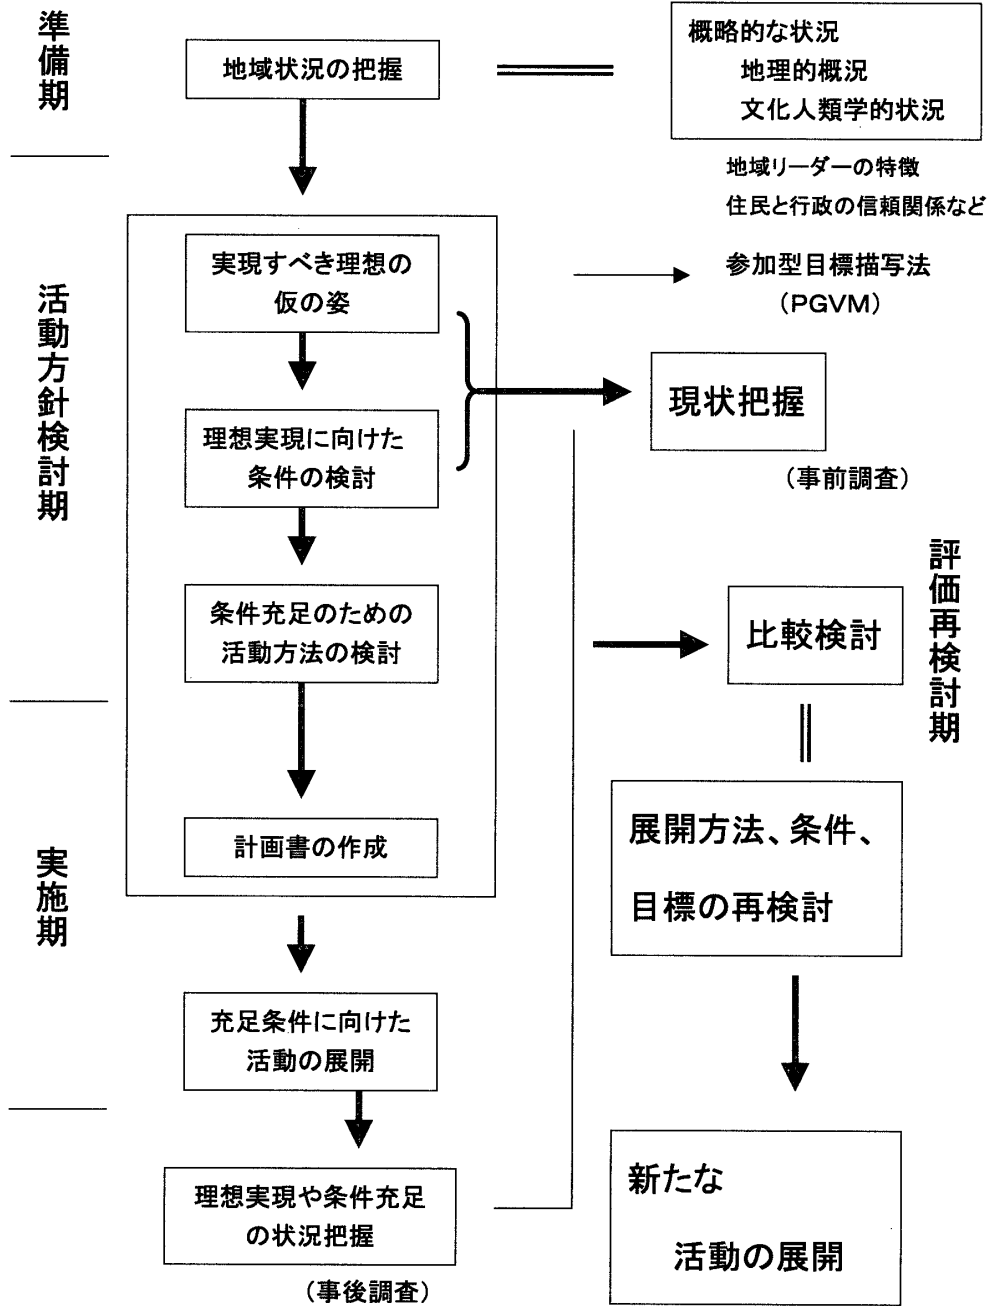 準備期
地域状況の把握
概略的な状況
地理的概況
文化人類学的状況
地域リーダーの特徴
住民と行政の信頼関係など
活動方針検討期
実現すべき理想の
仮の姿
参加型目標描写法
（PGVM）
理想実現に向けた
条件の検討
現状把握
（事前調査）
条件充足のための
活動方法の検討
比較検討
評価再検討期
実施期
計画書の作成
展開方法、条件、
目標の再検討
充足条件に向けた
活動の展開
理想実現や条件充足
の状況把握
（事後調査）
新たな
活動の展開